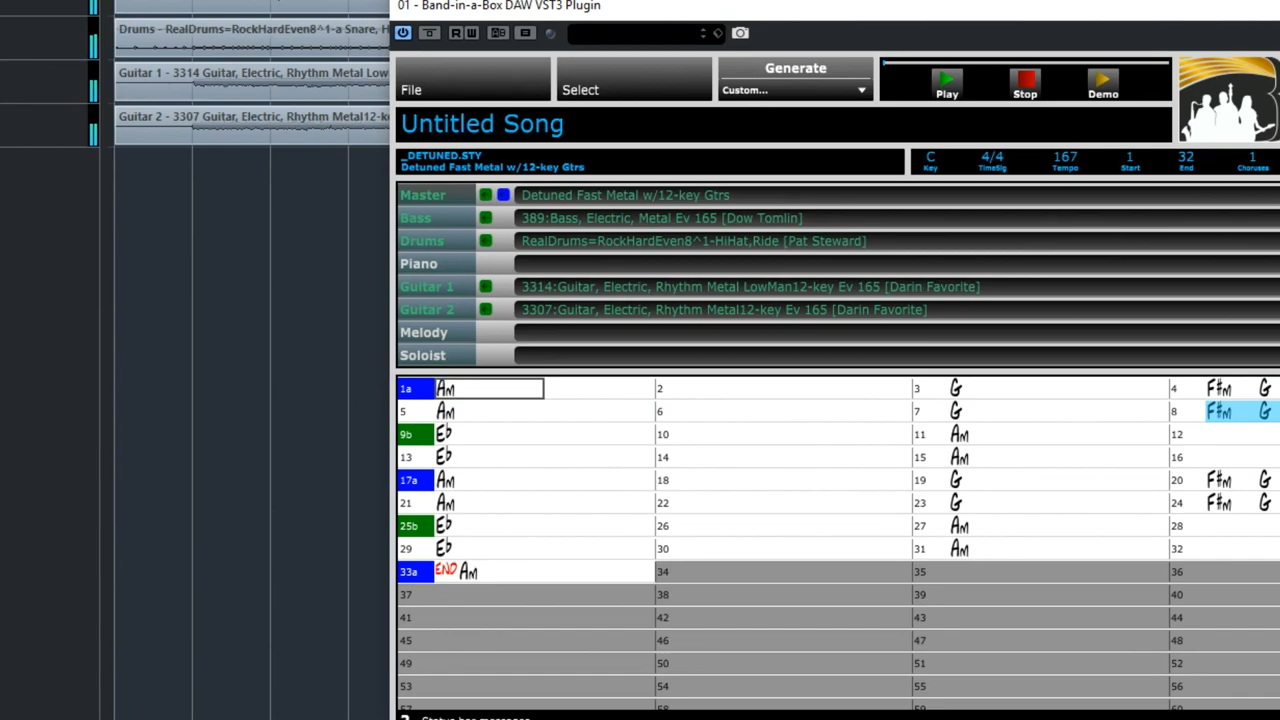 01 - Band-in-a-Box DAW VST3 Plugin
Drums - RealDrums=RockHardEven8^1-a Snare, H
Guitar 1 - 3314 Guitar, Electric, Rhythm Metal Low
Guitar 2 - 3307 Guitar, Electric, Rhythm Metal12-k
R W
File Select Generate
Custom...
Play Stop Demo
Untitled Song
_DETUNED.STY
Detuned Fast Metal w/12-key Gtrs
C 4/4 167 1 32 1
Key TimeSig Tempo Start End Choruses
Master Detuned Fast Metal w/12-key Gtrs
Bass 389:Bass, Electric, Metal Ev 165 [Dow Tomlin]
Drums RealDrums=RockHardEven8^1-HiHat,Ride [Pat Steward]
Piano
Guitar 1 3314:Guitar, Electric, Rhythm Metal LowMan12-key Ev 165 [Darin Favorite]
Guitar 2 3307:Guitar, Electric, Rhythm Metal12-key Ev 165 [Darin Favorite]
Melody
Soloist
1a Am 2 3 G 4 F#m G
5 Am 6 7 G 8 F#m G
9b Eb 10 11 Am 12
13 Eb 14 15 Am 16
17a Am 18 19 G 20 F#m G
21 Am 22 23 G 24 F#m G
25b Eb 26 27 Am 28
29 Eb 30 31 Am 32
33a END Am 34 35 36
37 38 39 40
41 42 43 44
45 46 47 48
49 50 51 52
53 54 55 56
Status bar messages